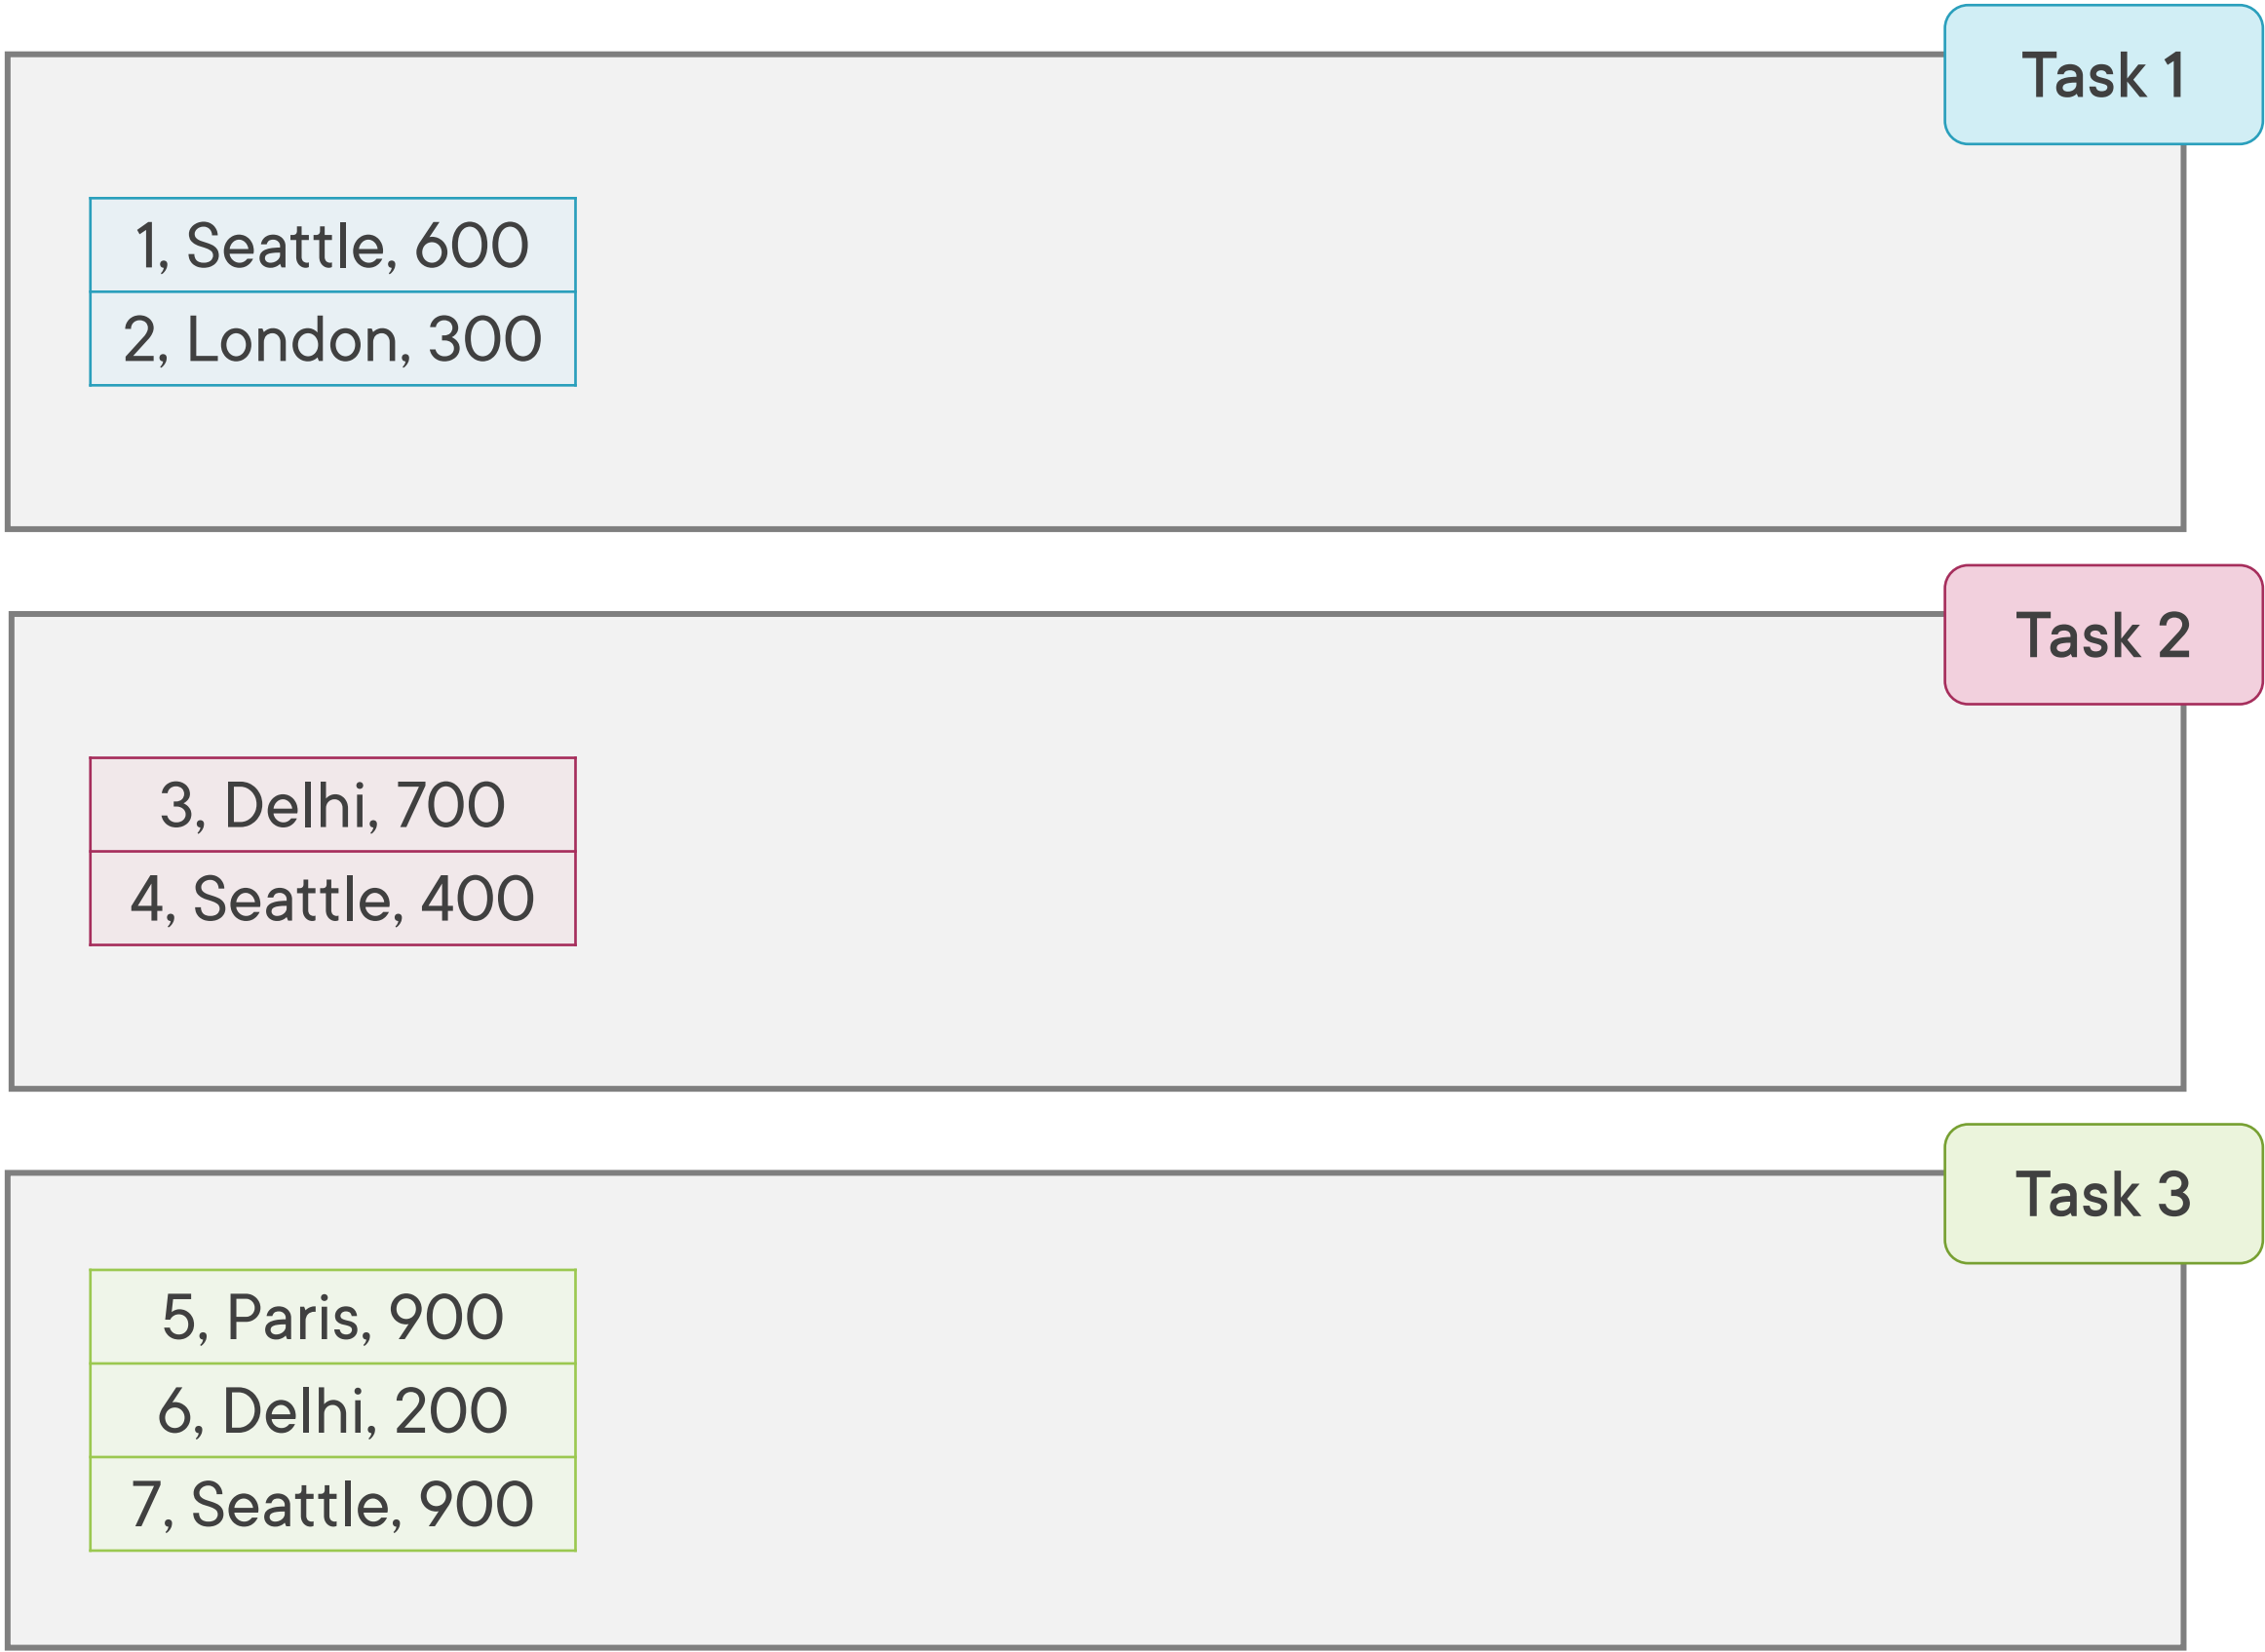 Task 1
1, Seattle, 600
2, London, 300
Task 2
3, Delhi, 700
4, Seattle, 400
Task 3
5, Paris, 900
6, Delhi, 200
7, Seattle, 900